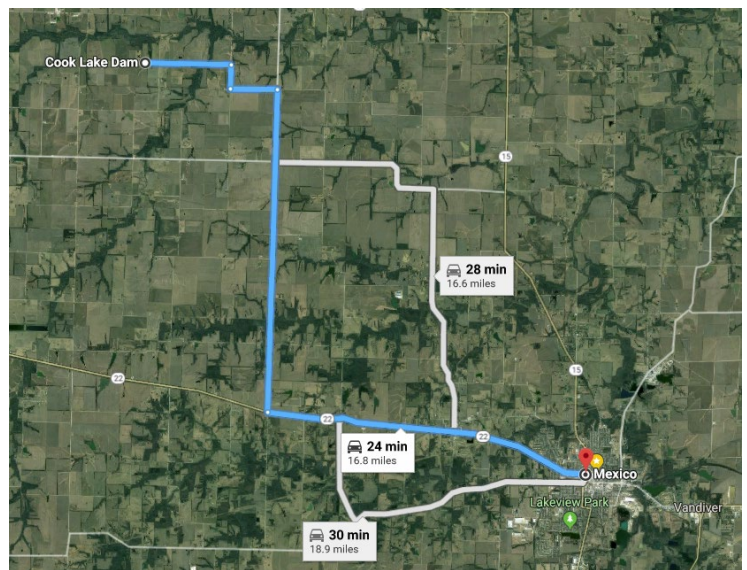 Cook Lake Dam
15
28 min
16.6 miles
15
22
22
22
24 min
16.8 miles
Mexico
Lakeview Park
Vandiver
30 min
18.9 miles